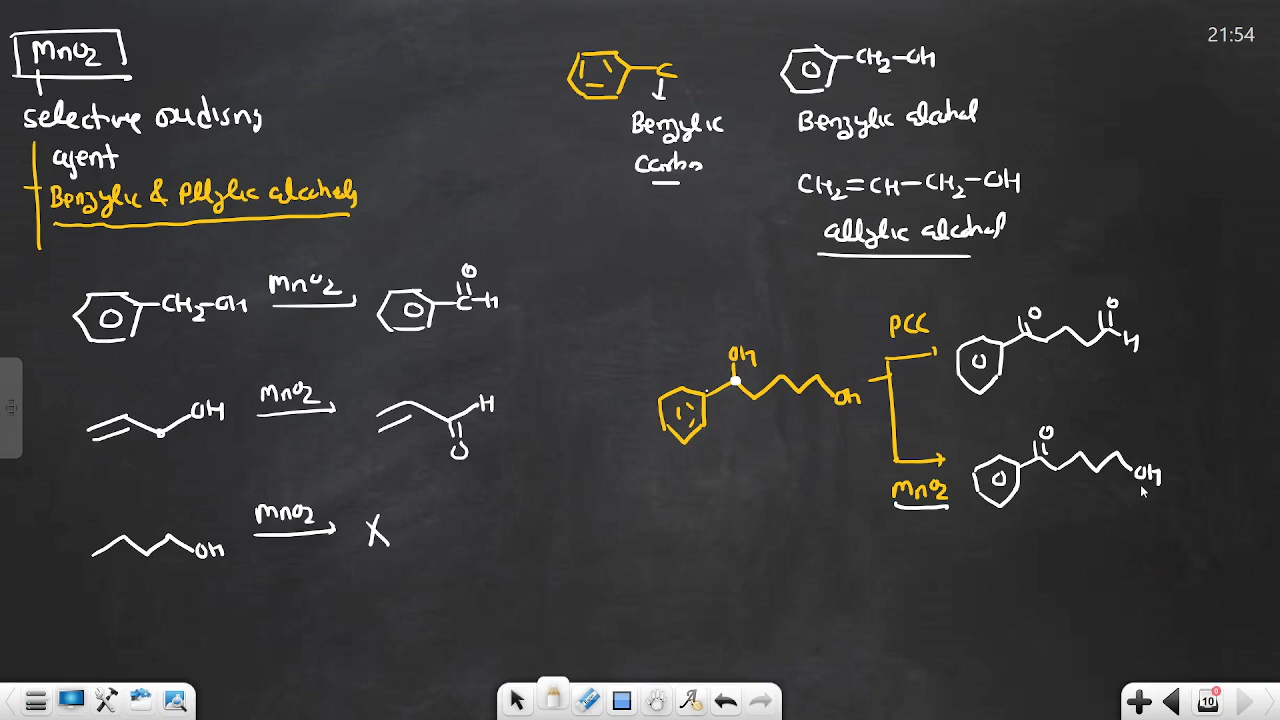 21:54
MnO2
selective oxidising
agent
Benzylic & Allylic alcohols
C
Benzylic
Carbon
CH2-OH
Benzylic alcohol
CH2=CH-CH2-OH
allylic alcohol
CH2-OH
MnO2
O
C-H
OH
MnO2
H
O
OH
MnO2
X
OH
OH
PCC
O
O
H
MnO2
O
OH
10